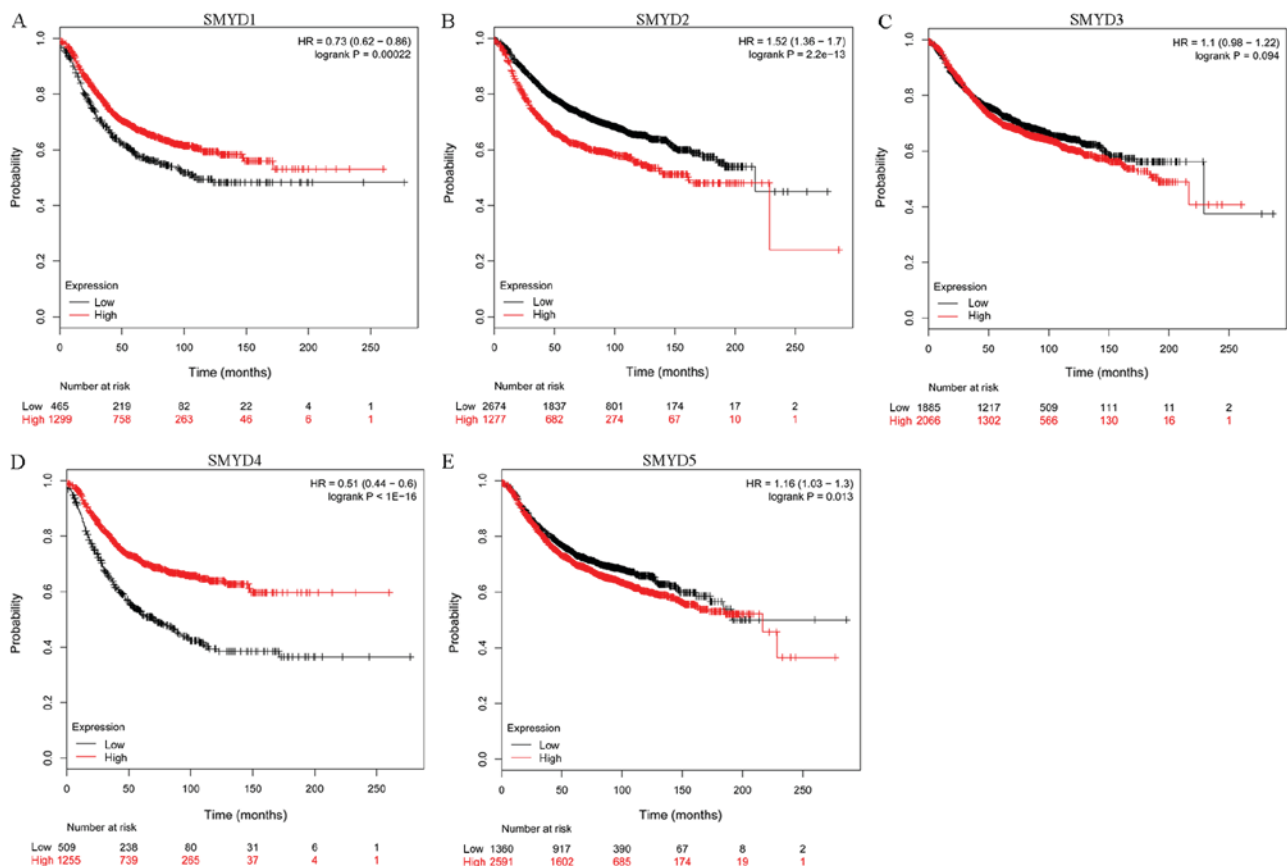 A SMYD1
HR = 0.73 (0.62 − 0.86)
logrank P = 0.00022
Probability
1.0
0.8
0.6
0.4
0.2
0.0
Expression
Low
High
0 50 100 150 200 250
Time (months)
Number at risk
Low 465 219 82 22 4 1
High 1299 758 263 46 6 1
B SMYD2
HR = 1.52 (1.36 − 1.7)
logrank P = 2.2e−13
Probability
1.0
0.8
0.6
0.4
0.2
0.0
Expression
Low
High
0 50 100 150 200 250
Time (months)
Number at risk
Low 2674 1837 801 174 17 2
High 1277 682 274 67 10 1
C SMYD3
HR = 1.1 (0.98 − 1.22)
logrank P = 0.094
Probability
1.0
0.8
0.6
0.4
0.2
0.0
Expression
Low
High
0 50 100 150 200 250
Time (months)
Number at risk
Low 1885 1217 509 111 11 2
High 2066 1302 566 130 16 1
D SMYD4
HR = 0.51 (0.44 − 0.6)
logrank P < 1E−16
Probability
1.0
0.8
0.6
0.4
0.2
0.0
Expression
Low
High
0 50 100 150 200 250
Time (months)
Number at risk
Low 509 238 80 31 6 1
High 1255 739 265 37 4 1
E SMYD5
HR = 1.16 (1.03 − 1.3)
logrank P = 0.013
Probability
1.0
0.8
0.6
0.4
0.2
0.0
Expression
Low
High
0 50 100 150 200 250
Time (months)
Number at risk
Low 1360 917 390 67 8 2
High 2591 1602 685 174 19 1